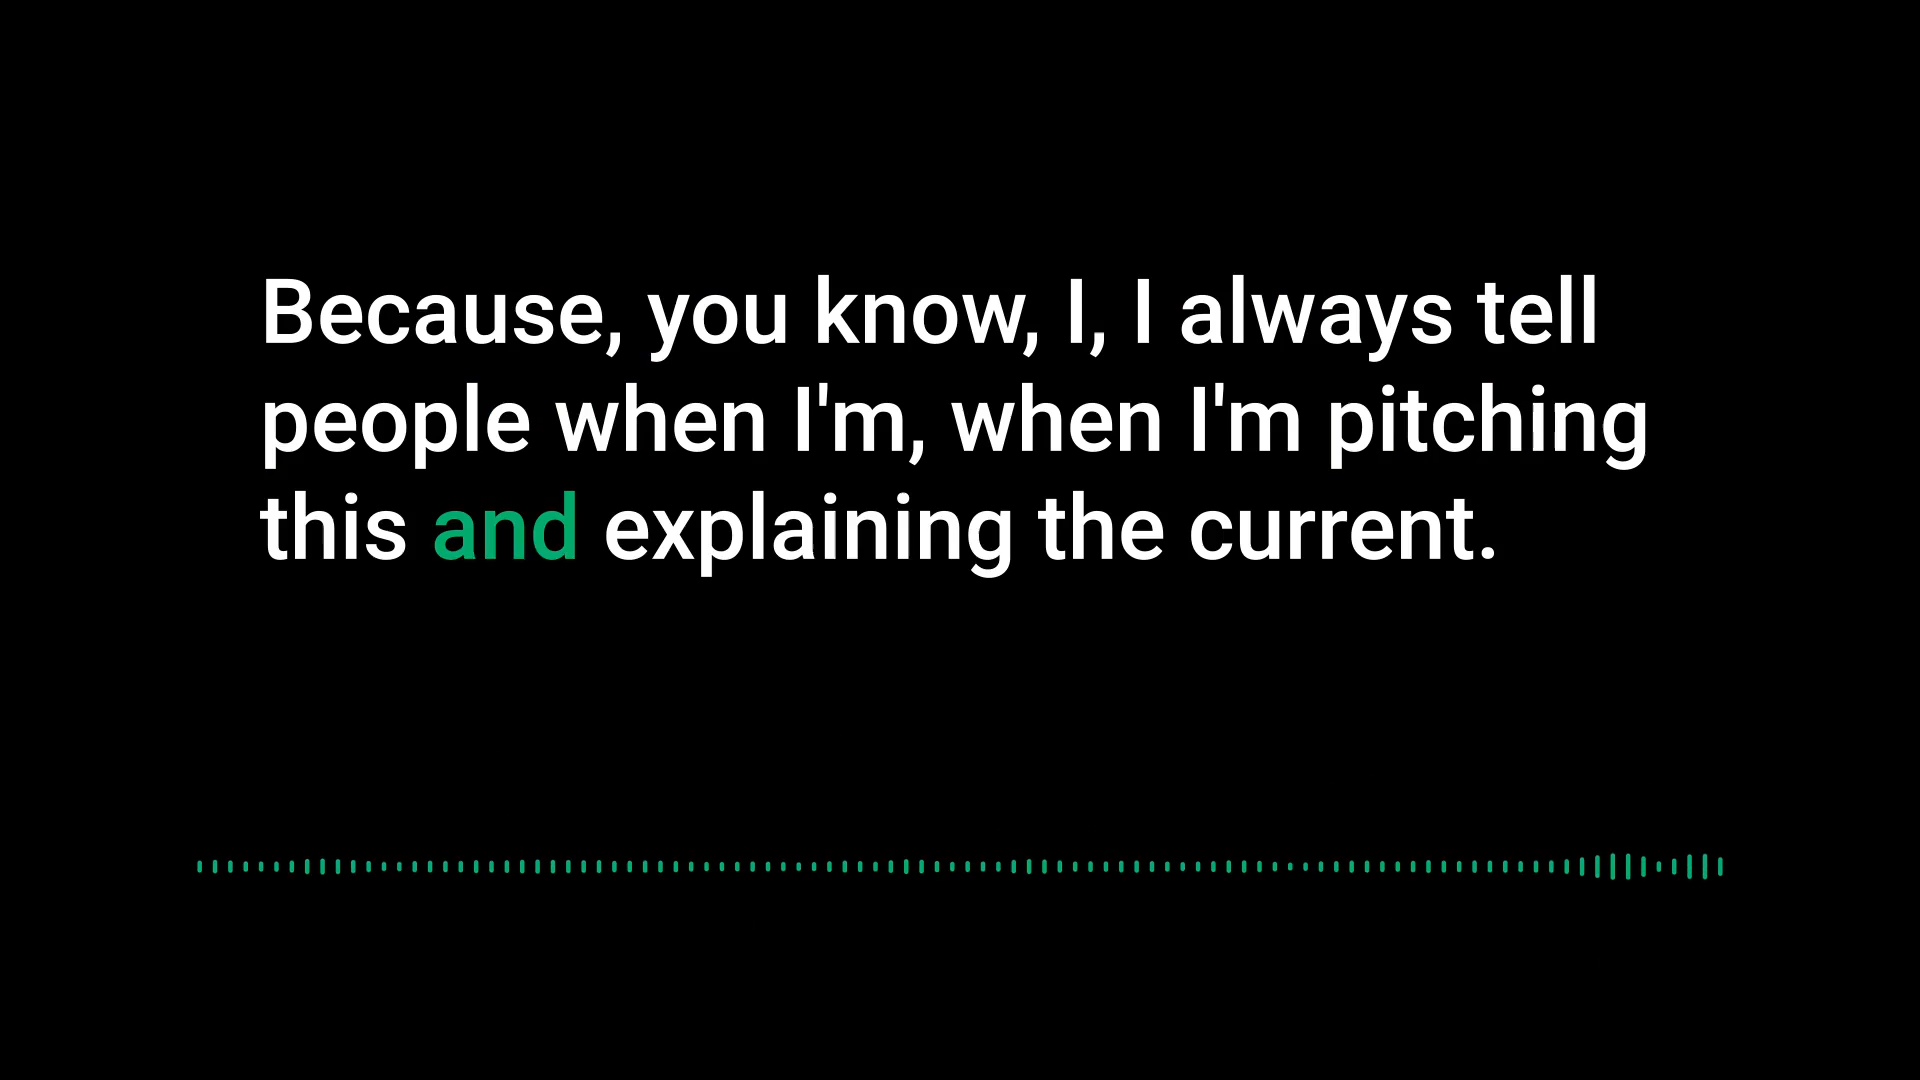 Because, you know, I, I always tell
people when I'm, when I'm pitching
this and explaining the current.